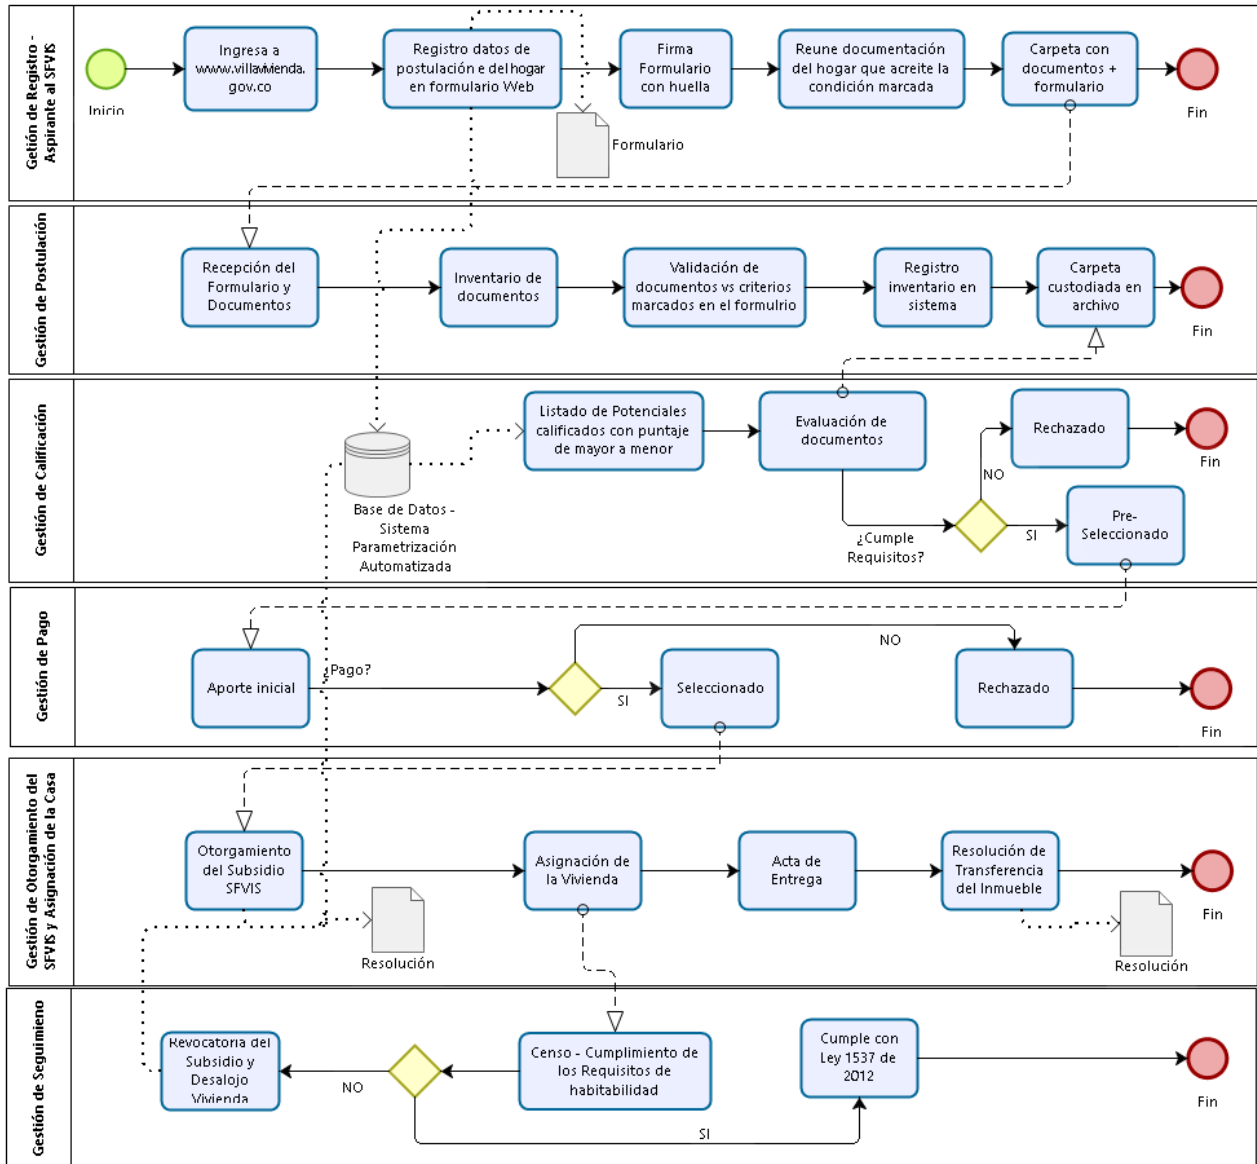 Getión de Registro -
Aspirante al SFVIS
Inicio
Ingresa a
www.villavivienda.
gov.co
Registro datos de
postulación e del hogar
en formulario Web
Firma
Formulario
con huella
Reune documentación
del hogar que acreite la
condición marcada
Carpeta con
documentos +
formulario
Fin
Formulario
Gestión de Postulación
Recepción del
Formulario y
Documentos
Inventario de
documentos
Validación de
documentos vs criterios
marcados en el formulrio
Registro
inventario en
sistema
Carpeta
custodiada en
archivo
Fin
Gestión de Calificación
Listado de Potenciales
calificados con puntaje
de mayor a menor
Evaluación de
documentos
Rechazado
Fin
NO
Base de Datos -
Sistema
Parametrización
Automatizada
¿Cumple
Requisitos?
SI
Pre-
Seleccionado
Gestión de Pago
Aporte inicial
¿Pago?
NO
SI
Seleccionado
Rechazado
Fin
Gestión de Otorgamiento del
SFVIS y Asignación de la Casa
Otorgamiento
del Subsidio
SFVIS
Asignación de
la Vivienda
Acta de
Entrega
Resolución de
Transferencia
del Inmueble
Fin
Resolución
Resolución
Gestión de Seguimieno
Revocatoria del
Subsidio y
Desalojo
Vivienda
NO
Censo - Cumplimiento de
los Requisitos de
habitabilidad
Cumple con
Ley 1537 de
2012
SI
Fin